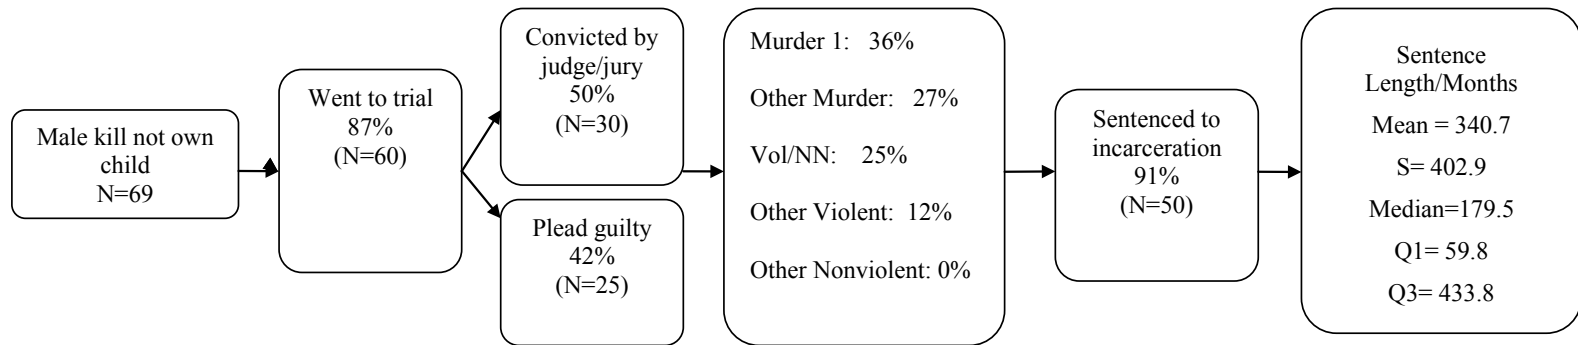 Male kill not own
child
N=69
Went to trial
87%
(N=60)
Convicted by
judge/jury
50%
(N=30)
Plead guilty
42%
(N=25)
Murder 1: 36%
Other Murder: 27%
Vol/NN: 25%
Other Violent: 12%
Other Nonviolent: 0%
Sentenced to
incarceration
91%
(N=50)
Sentence
Length/Months
Mean = 340.7
S= 402.9
Median=179.5
Q1= 59.8
Q3= 433.8